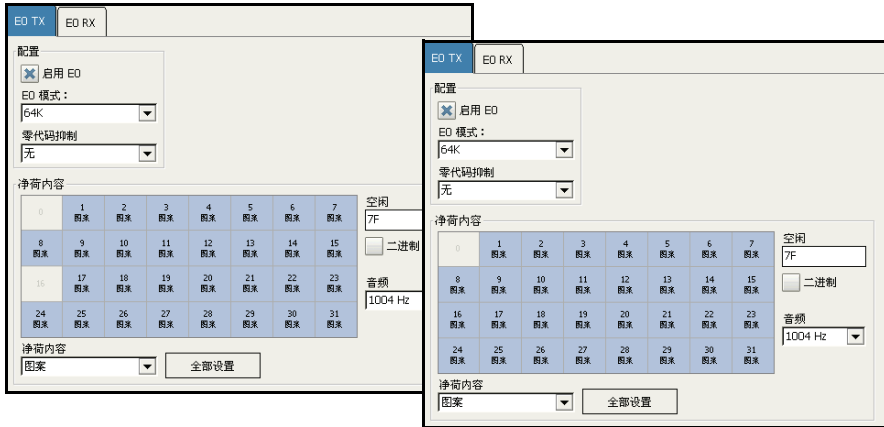 E0 TX E0 RX
配置
启用 E0
E0 模式：
64K
零代码抑制
无
净荷内容
0 1 2 3 4 5 6 7
图案 图案 图案 图案 图案 图案 图案
8 9 10 11 12 13 14 15
图案 图案 图案 图案 图案 图案 图案 图案
16 17 18 19 20 21 22 23
图案 图案 图案 图案 图案 图案 图案
24 25 26 27 28 29 30 31
图案 图案 图案 图案 图案 图案 图案 图案
空闲
7F
二进制
音频
1004 Hz
净荷内容
图案
全部设置
E0 TX E0 RX
配置
启用 E0
E0 模式：
64K
零代码抑制
无
净荷内容
0 1 2 3 4 5 6 7
图案 图案 图案 图案 图案 图案 图案
8 9 10 11 12 13 14 15
图案 图案 图案 图案 图案 图案 图案 图案
16 17 18 19 20 21 22 23
图案 图案 图案 图案 图案 图案 图案 图案
24 25 26 27 28 29 30 31
图案 图案 图案 图案 图案 图案 图案 图案
空闲
7F
二进制
音频
1004 Hz
净荷内容
图案
全部设置